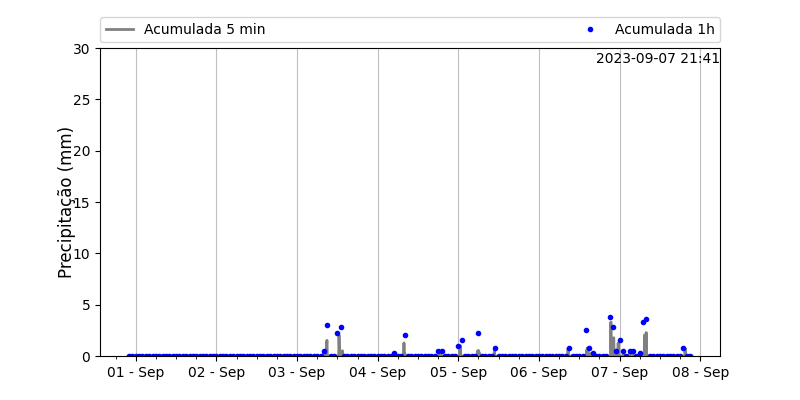 Acumulada 5 min
Acumulada 1h
2023-09-07 21:41
Precipitação (mm)
30
25
20
15
10
5
0
01 - Sep
02 - Sep
03 - Sep
04 - Sep
05 - Sep
06 - Sep
07 - Sep
08 - Sep